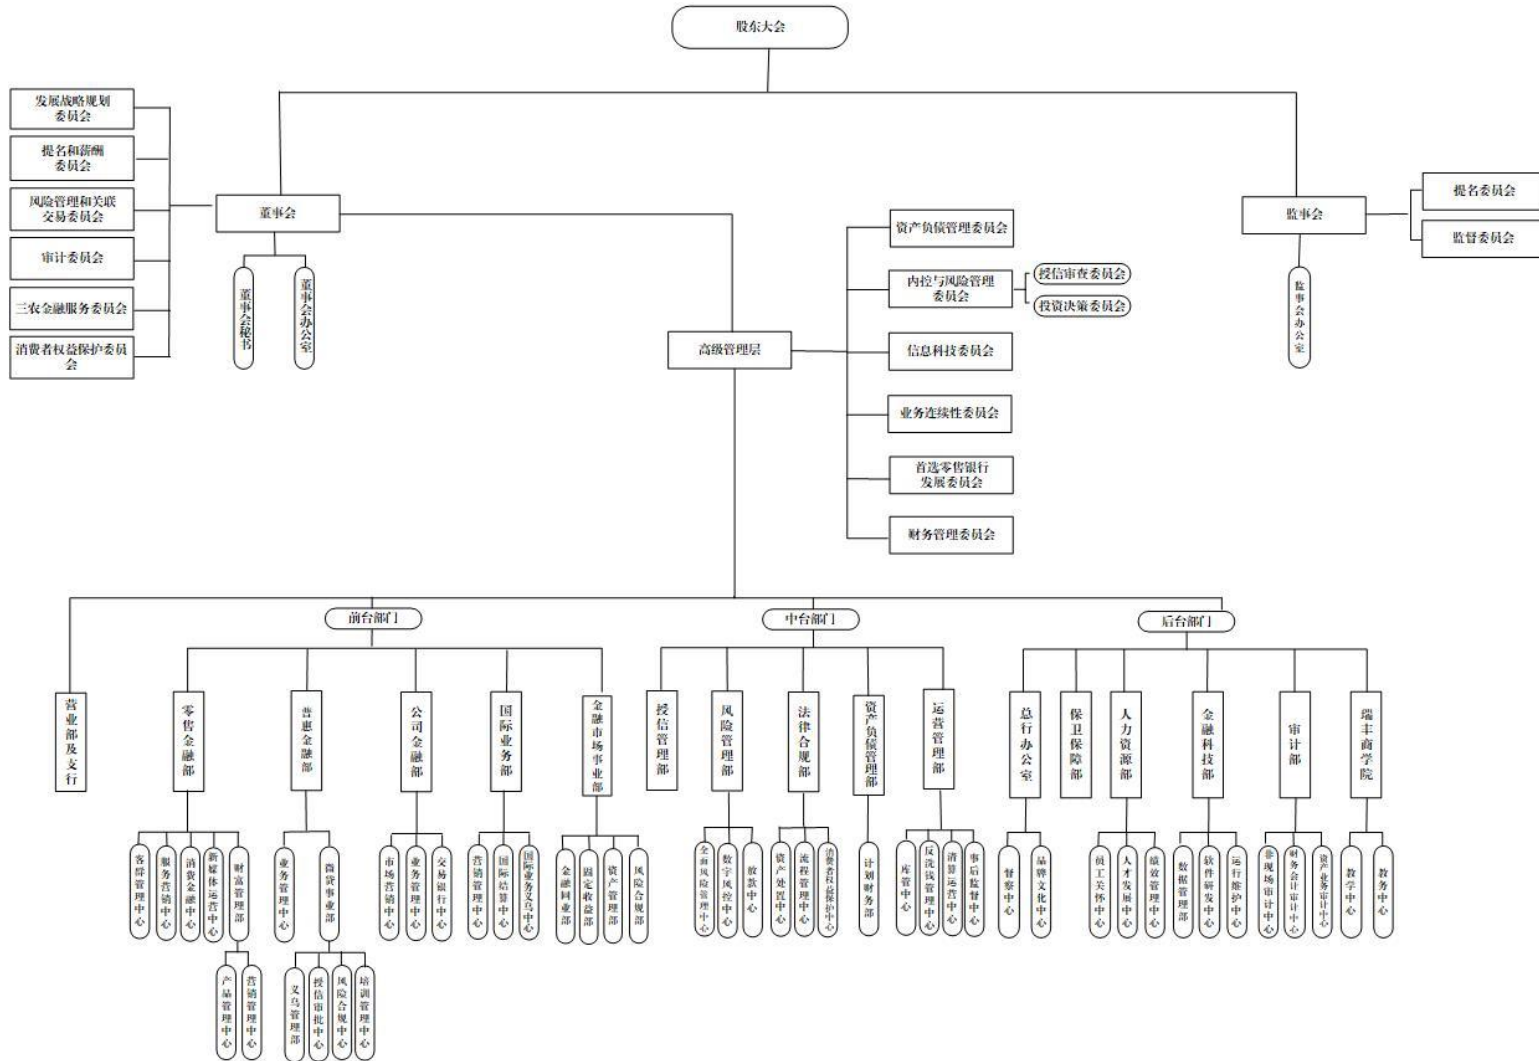 股东大会
发展战略规划
委员会
提名和薪酬
委员会
风险管理和关联
交易委员会
审计委员会
三农金融服务委员会
消费者权益保护委员
会
董事会
董事会秘书
董事会办公室
监事会
提名委员会
监督委员会
监事会办公室
高级管理层
资产负债管理委员会
内控与风险管理
委员会
授信审查委员会
投资决策委员会
信息科技委员会
业务连续性委员会
首选零售银行
发展委员会
财务管理委员会
前台部门
中台部门
后台部门
营业部及支行
零售金融部
普惠金融部
公司金融部
国际业务部
金融市场事业部
授信管理部
风险管理部
法律合规部
资产负债管理部
运营管理部
总行办公室
保卫保障部
人力资源部
金融科技部
审计部
瑞丰商学院
客群管理中心
服务营销中心
消费金融中心
新媒体运营中心
财富管理部
业务管理中心
微贷事业部
市场营销中心
业务管理中心
交易银行中心
营销管理中心
国际结算中心
国际业务义乌中心
金融同业部
固定收益部
资产管理部
风险合规部
全面风险管理中心
数字风控中心
放款中心
资产处置中心
流程管理中心
消费者权益保护中心
计划财务部
库管中心
反洗钱管理中心
清算运营中心
事后监督中心
督察中心
品牌文化中心
员工关怀中心
人才发展中心
绩效管理中心
数据管理部
软件研发中心
运行维护中心
非现场审计中心
财务会计审计中心
资产业务审计中心
教学中心
教务中心
产品管理中心
营销管理中心
义乌管理部
授信审批中心
风险合规中心
培训管理中心